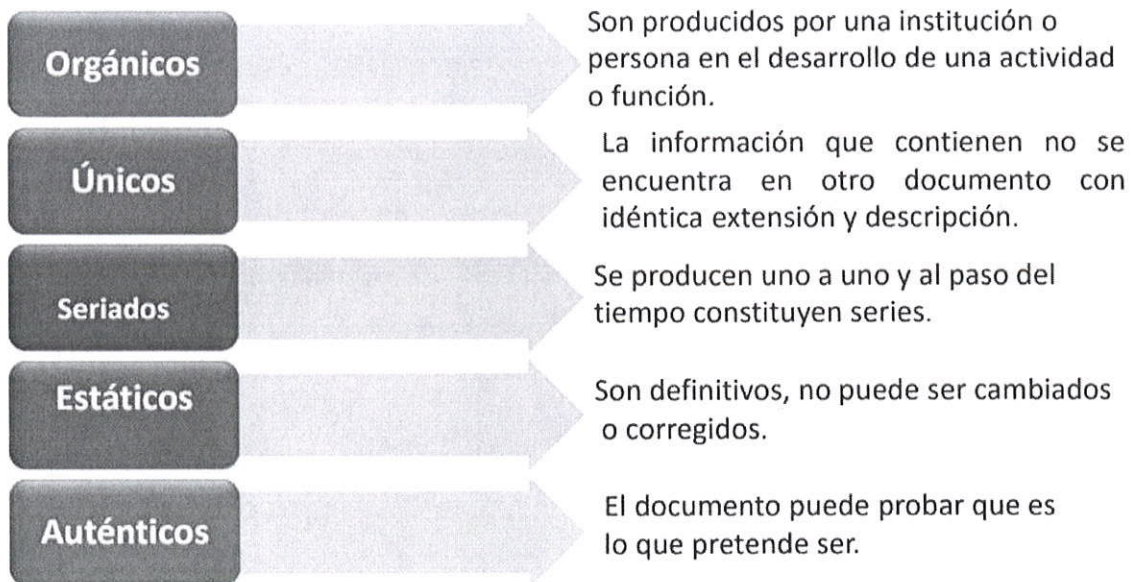 Orgánicos
Son producidos por una institución o
persona en el desarrollo de una actividad
o función.
Únicos
La información que contienen no se
encuentra en otro documento con
idéntica extensión y descripción.
Seriados
Se producen uno a uno y al paso del
tiempo constituyen series.
Estáticos
Son definitivos, no puede ser cambiados
o corregidos.
Auténticos
El documento puede probar que es
lo que pretende ser.